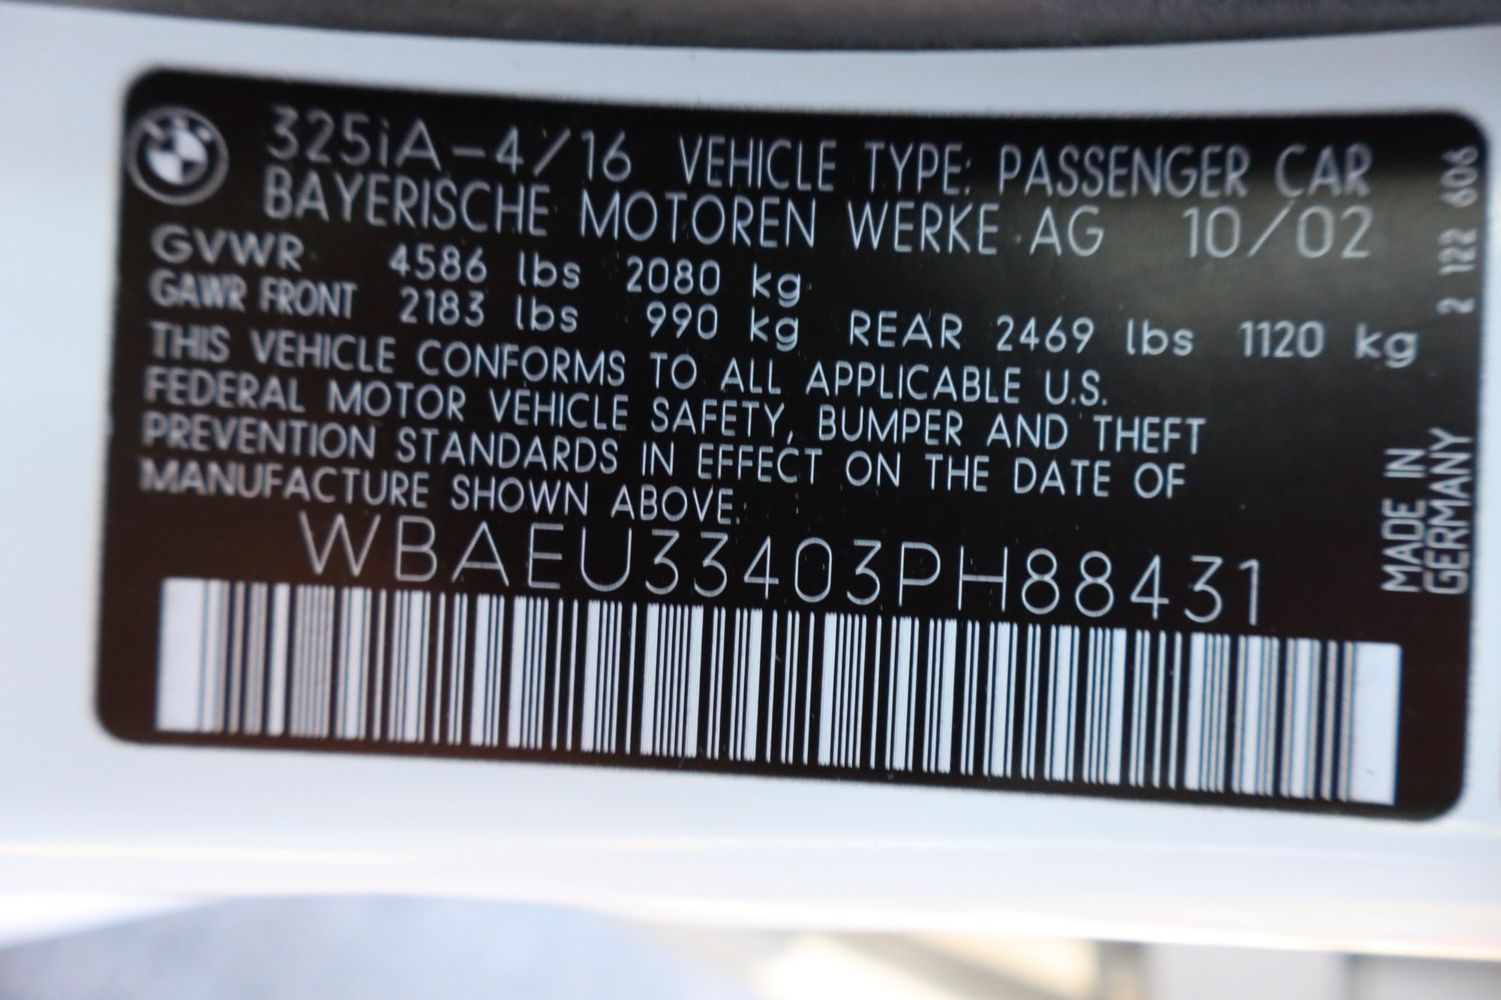 325iA-4/16 VEHICLE TYPE: PASSENGER CAR
BAYERISCHE MOTOREN WERKE AG 10/02
GVWR 4586 lbs 2080 kg
GAWR FRONT 2183 lbs 990 kg REAR 2469 lbs 1120 kg
THIS VEHICLE CONFORMS TO ALL APPLICABLE U.S.
FEDERAL MOTOR VEHICLE SAFETY, BUMPER AND THEFT
PREVENTION STANDARDS IN EFFECT ON THE DATE OF
MANUFACTURE SHOWN ABOVE.
WBAEU33403PH88431
2 122 606
MADE IN
GERMANY